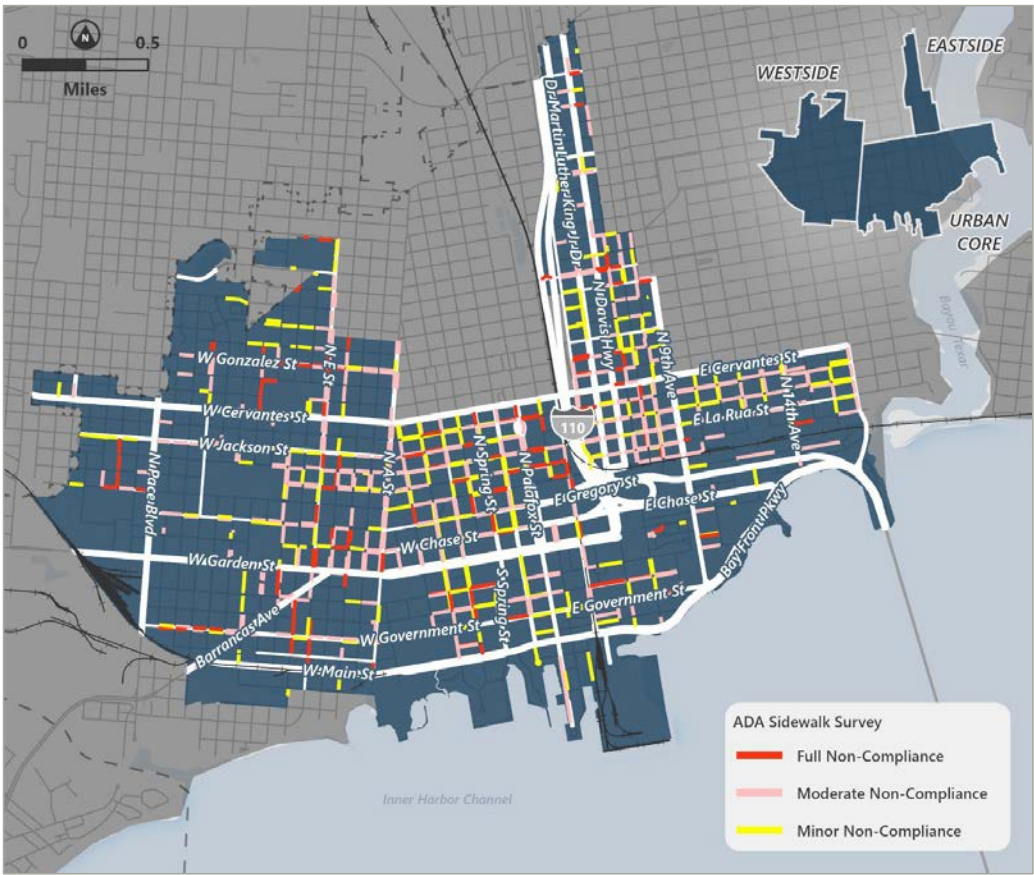 0 N 0.5
Miles
EASTSIDE
WESTSIDE
URBAN
CORE
Bayou Texar
Dr Martin Luther King Jr Dr
N Davis Hwy
N 9th Ave
E Cervantes St
N 14th Ave
E La Rua St
110
N E St
W Gonzalez St
W Cervantes St
W Jackson St
N Pace Blvd
N A St
N Spring St
N Palafox St
E Gregory St
E Chase St
W Chase St
Bay Front Pkwy
W Garden St
S Spring St
E Government St
W Government St
Barrancas Ave
W Main St
Inner Harbor Channel
ADA Sidewalk Survey
Full Non-Compliance
Moderate Non-Compliance
Minor Non-Compliance